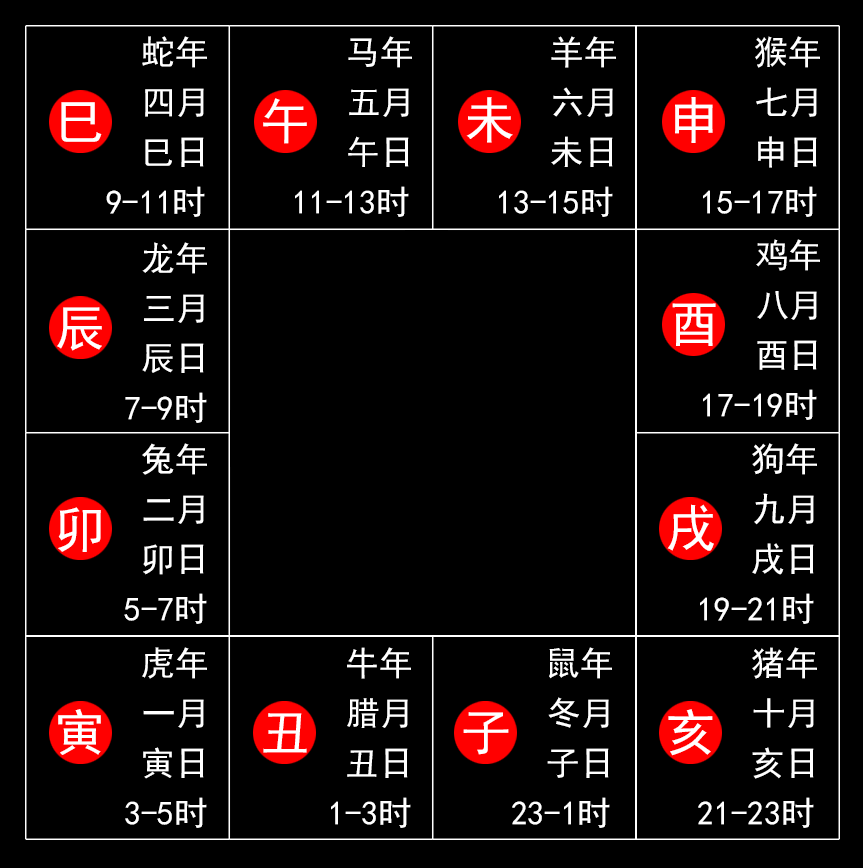 巳
蛇年
四月
巳日
9-11时
午
马年
五月
午日
11-13时
未
羊年
六月
未日
13-15时
申
猴年
七月
申日
15-17时
辰
龙年
三月
辰日
7-9时
酉
鸡年
八月
酉日
17-19时
卯
兔年
二月
卯日
5-7时
戌
狗年
九月
戌日
19-21时
寅
虎年
一月
寅日
3-5时
丑
牛年
腊月
丑日
1-3时
子
鼠年
冬月
子日
23-1时
亥
猪年
十月
亥日
21-23时